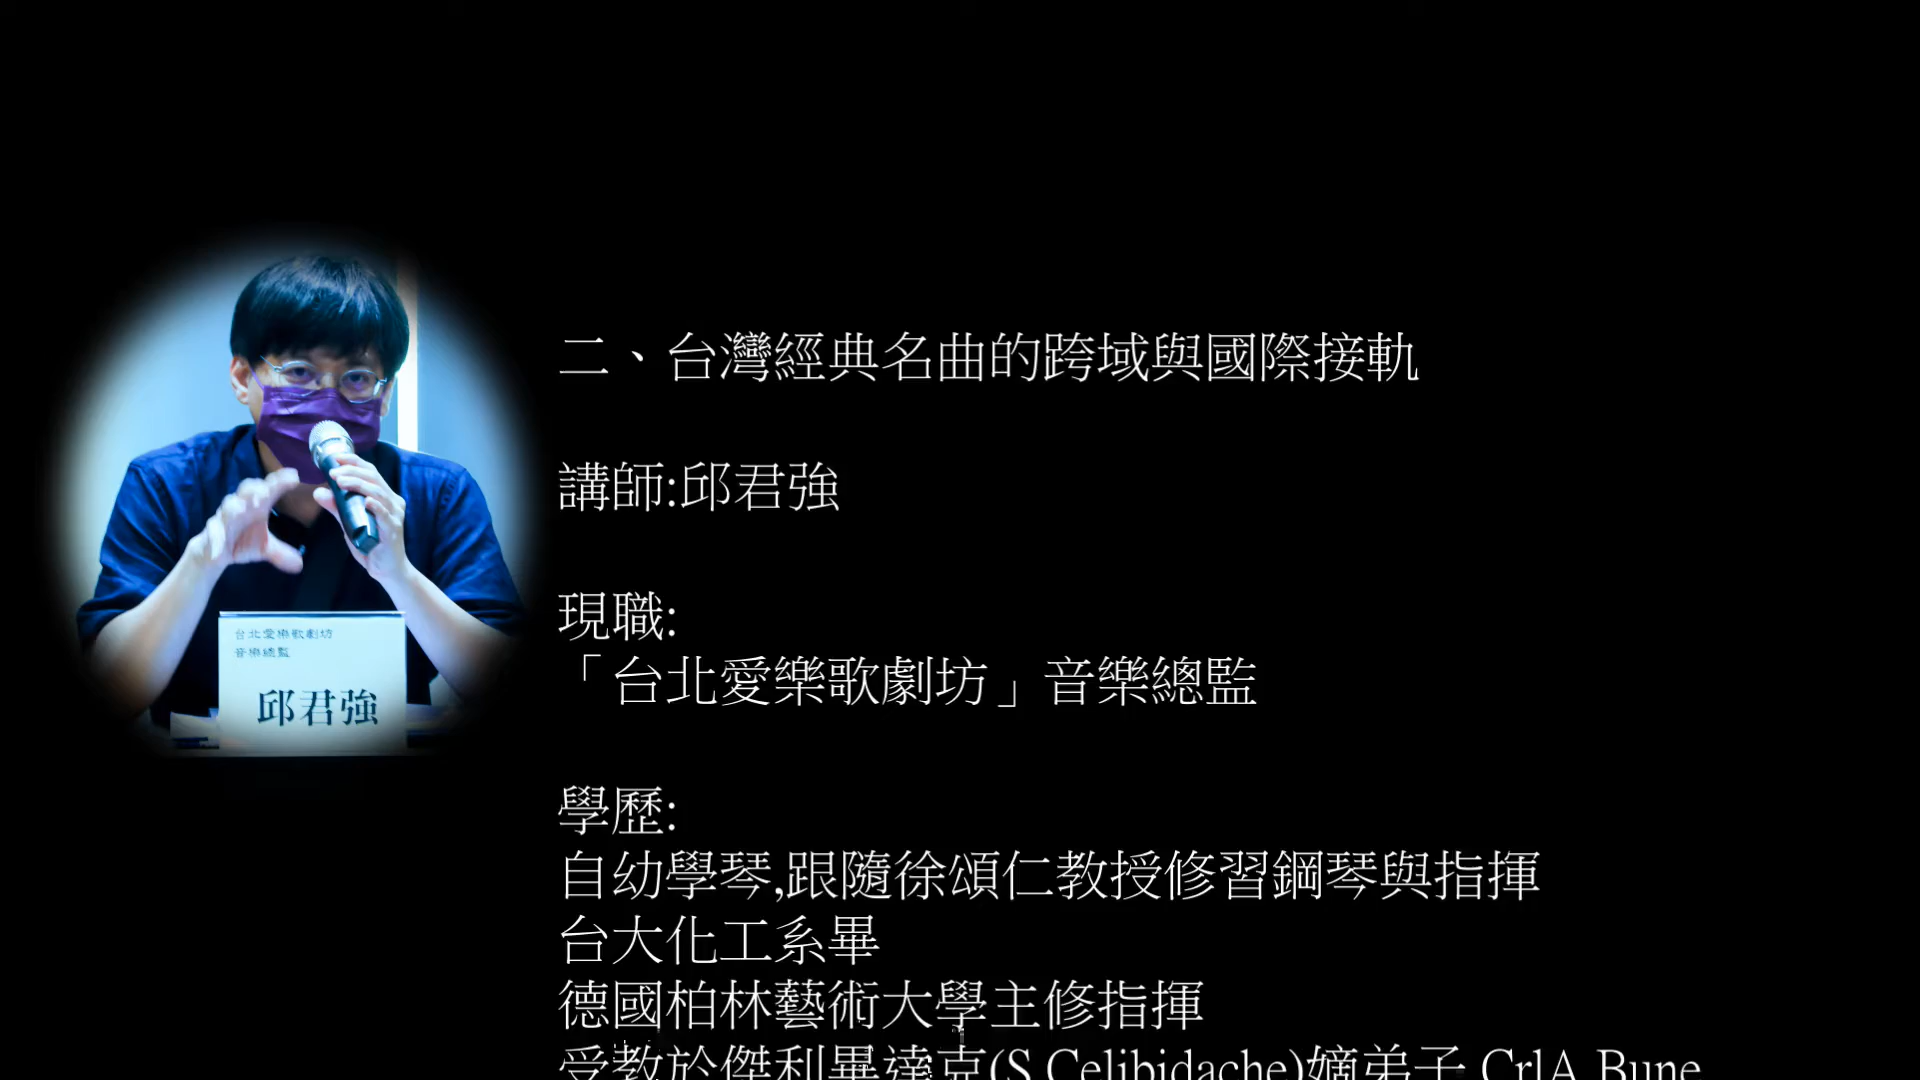 二、台灣經典名曲的跨域與國際接軌
講師:邱君強
現職:
「台北愛樂歌劇坊」音樂總監
學歷:
自幼學琴,跟隨徐頌仁教授修習鋼琴與指揮
台大化工系畢
德國柏林藝術大學主修指揮
受教於傑利畢達克(S Celibidache)嫡弟子 CrlA Bune
台北愛樂歌劇坊
音樂總監
邱君強